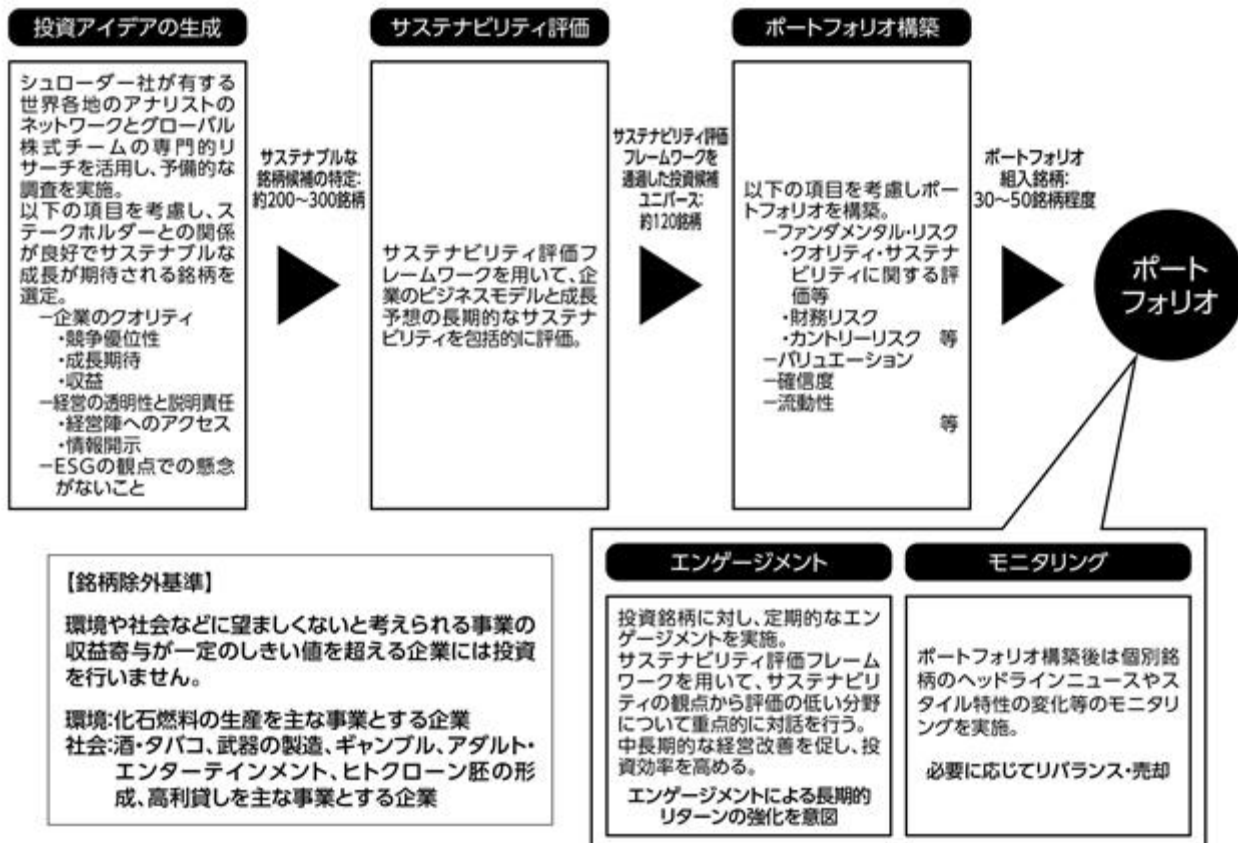 投資アイデアの生成
シュローダー社が有する
世界各地のアナリストの
ネットワークとグローバル
株式チームの専門的リ
サーチを活用し、予備的な
調査を実施。
以下の項目を考慮し、ス
テークホルダーとの関係
が良好でサステナブルな
成長が期待される銘柄を
選定。
－企業のクオリティ
・競争優位性
・成長期待
・収益
－経営の透明性と説明責任
・経営陣へのアクセス
・情報開示
－ESGの観点での懸念
がないこと
サステナブルな
銘柄候補の特定:
約200～300銘柄
サステナビリティ評価
サステナビリティ評価フ
レームワークを用いて、企
業のビジネスモデルと成長
予想の長期的なサステナ
ビリティを包括的に評価。
サステナビリティ評価
フレームワークを
通過した投資候補
ユニバース:
約120銘柄
ポートフォリオ構築
以下の項目を考慮しポー
トフォリオを構築。
－ファンダメンタル・リスク
・クオリティ・サステナ
ビリティに関する評
価等
・財務リスク
・カントリーリスク 等
－バリュエーション
－確信度
－流動性
等
ポートフォリオ
組入銘柄:
30～50銘柄程度
ポート
フォリオ
【銘柄除外基準】
環境や社会などに望ましくないと考えられる事業の
収益寄与が一定のしきい値を超える企業には投資
を行いません。
環境:化石燃料の生産を主な事業とする企業
社会:酒・タバコ、武器の製造、ギャンブル、アダルト・
エンターテインメント、ヒトクローン胚の形
成、高利貸しを主な事業とする企業
エンゲージメント
投資銘柄に対し、定期的なエン
ゲージメントを実施。
サステナビリティ評価フレーム
ワークを用いて、サステナビリ
ティの観点から評価の低い分野
について重点的に対話を行う。
中長期的な経営改善を促し、投
資効率を高める。
エンゲージメントによる長期的
リターンの強化を意図
モニタリング
ポートフォリオ構築後は個別銘
柄のヘッドラインニュースやス
タイル特性の変化等のモニタリ
ングを実施。
必要に応じてリバランス・売却